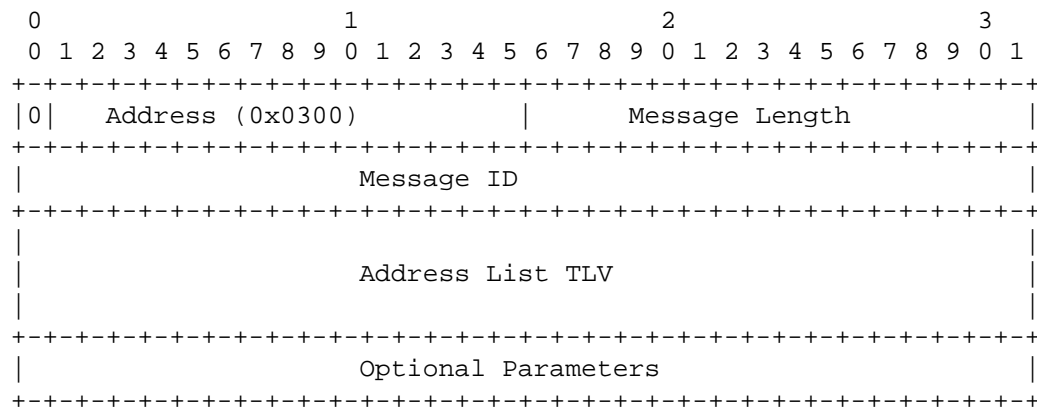 0                   1                   2                   3
 0 1 2 3 4 5 6 7 8 9 0 1 2 3 4 5 6 7 8 9 0 1 2 3 4 5 6 7 8 9 0 1
+-+-+-+-+-+-+-+-+-+-+-+-+-+-+-+-+-+-+-+-+-+-+-+-+-+-+-+-+-+-+-+-+
|0|   Address (0x0300)          |      Message Length           |
+-+-+-+-+-+-+-+-+-+-+-+-+-+-+-+-+-+-+-+-+-+-+-+-+-+-+-+-+-+-+-+-+
|                     Message ID                                |
+-+-+-+-+-+-+-+-+-+-+-+-+-+-+-+-+-+-+-+-+-+-+-+-+-+-+-+-+-+-+-+-+
|                                                               |
|                     Address List TLV                          |
|                                                               |
+-+-+-+-+-+-+-+-+-+-+-+-+-+-+-+-+-+-+-+-+-+-+-+-+-+-+-+-+-+-+-+-+
|                     Optional Parameters                       |
+-+-+-+-+-+-+-+-+-+-+-+-+-+-+-+-+-+-+-+-+-+-+-+-+-+-+-+-+-+-+-+-+